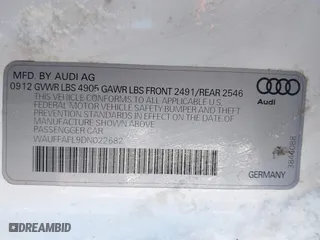 MFD. BY AUDI AG
0912 GVWR LBS 4905 GAWR LBS FRONT 2491/REAR 2546
THIS VEHICLE CONFORMS TO ALL APPLICABLE U.S.
FEDERAL MOTOR VEHICLE SAFETY BUMPER AND THEFT
PREVENTION STANDARDS IN EFFECT ON THE DATE OF
MANUFACTURE SHOWN ABOVE.
PASSENGER CAR
WAUFFAFL9DN022682
Audi
GERMANY
DOT.COM